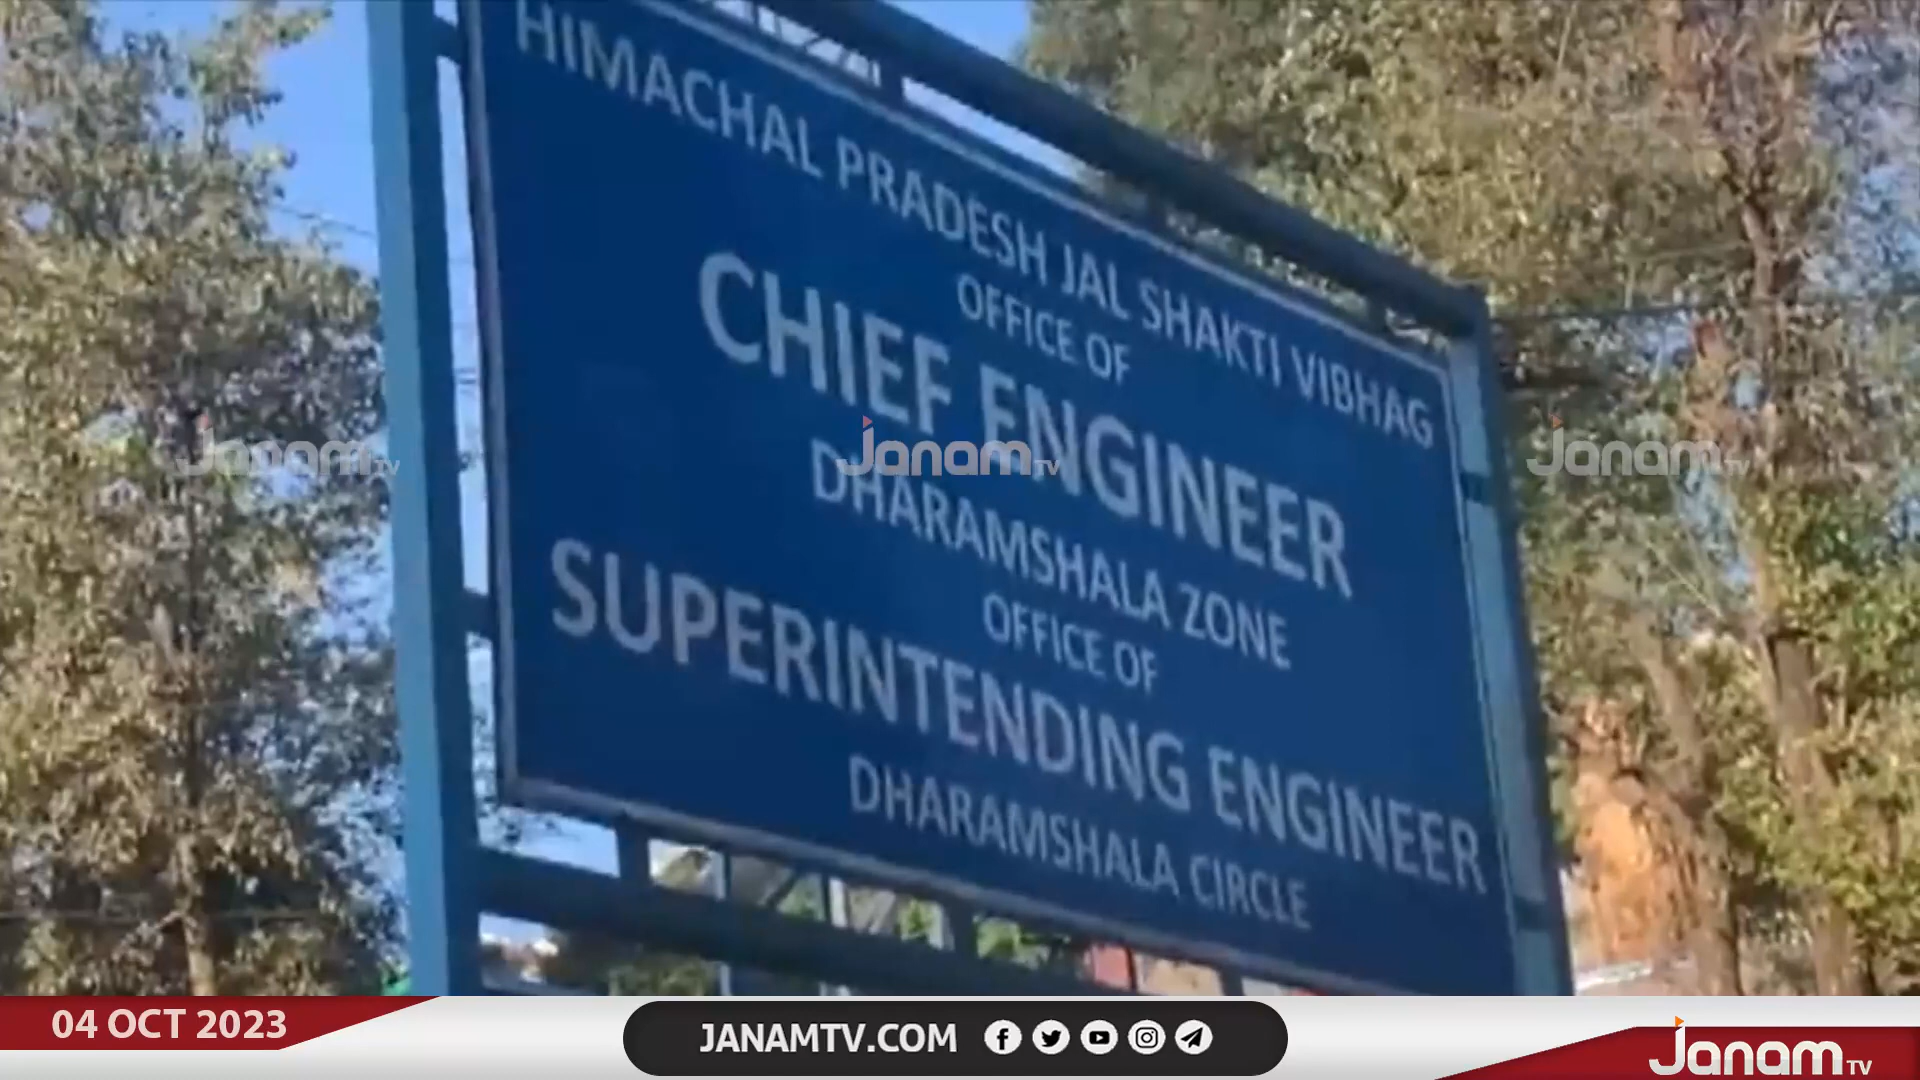 HIMACHAL PRADESH JAL SHAKTI VIBHAG
OFFICE OF
CHIEF ENGINEER
DHARAMSHALA ZONE
OFFICE OF
SUPERINTENDING ENGINEER
DHARAMSHALA CIRCLE
Janam TV
Janam TV
Janam TV
04 OCT 2023
JANAMTV.COM
Janam TV